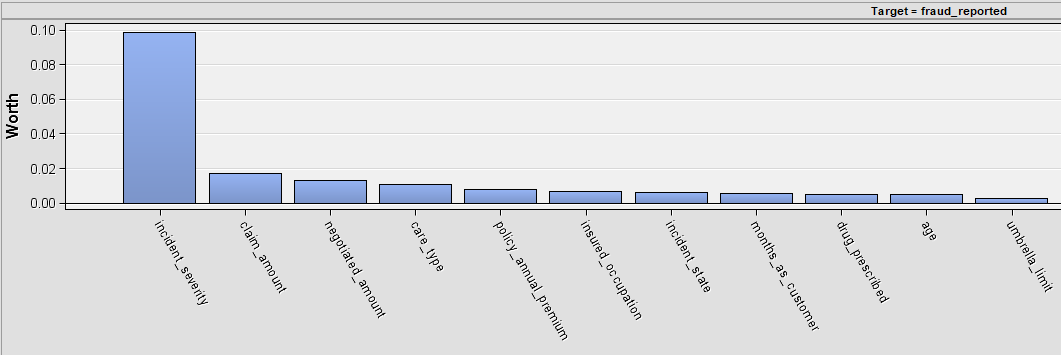 Target = fraud_reported
Worth
0.10
0.08
0.06
0.04
0.02
0.00
incident_severity
claim_amount
negotiated_amount
care_type
policy_annual_premium
insured_occupation
incident_state
months_as_customer
drug_prescribed
age
umbrella_limit